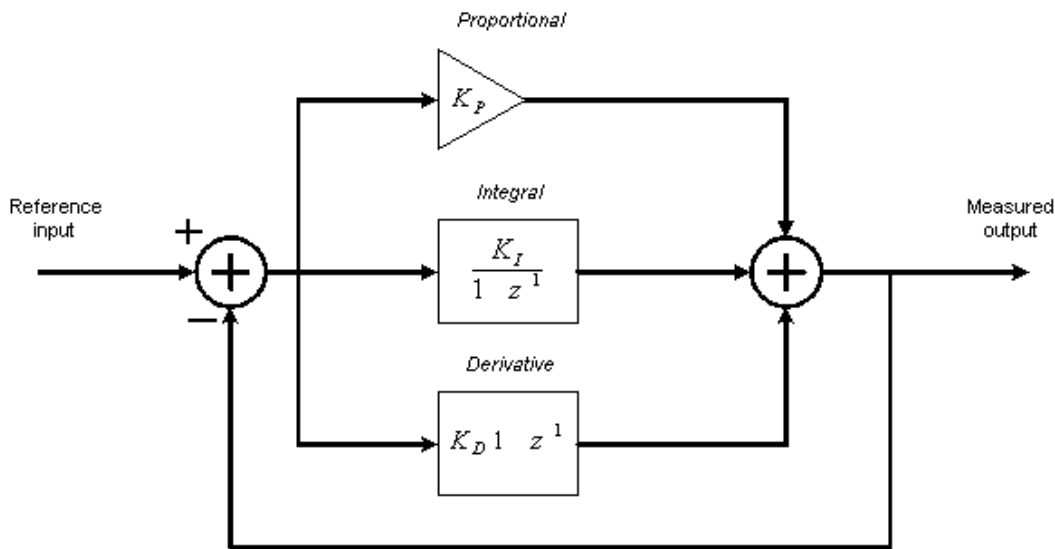 Proportional
K_P
Integral
Reference
input
Measured
output
+
+
+
K_I
1 z^1
−
Derivative
K_D 1 z^1